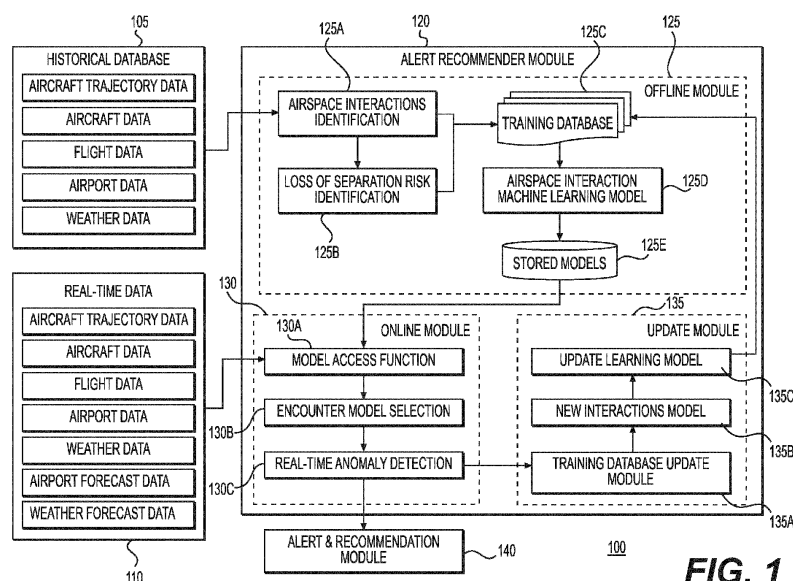 105
HISTORICAL DATABASE
AIRCRAFT TRAJECTORY DATA
AIRCRAFT DATA
FLIGHT DATA
AIRPORT DATA
WEATHER DATA
REAL-TIME DATA
AIRCRAFT TRAJECTORY DATA
AIRCRAFT DATA
FLIGHT DATA
AIRPORT DATA
WEATHER DATA
AIRPORT FORECAST DATA
WEATHER FORECAST DATA
110
120
ALERT RECOMMENDER MODULE
125
OFFLINE MODULE
125A
AIRSPACE INTERACTIONS
IDENTIFICATION
LOSS OF SEPARATION RISK
IDENTIFICATION
125B
125C
TRAINING DATABASE
AIRSPACE INTERACTION
MACHINE LEARNING MODEL
125D
STORED MODELS
125E
130
ONLINE MODULE
130A
MODEL ACCESS FUNCTION
ENCOUNTER MODEL SELECTION
130B
REAL-TIME ANOMALY DETECTION
130C
135
UPDATE MODULE
UPDATE LEARNING MODEL
135C
NEW INTERACTIONS MODEL
135B
TRAINING DATABASE UPDATE
MODULE
135A
ALERT & RECOMMENDATION
MODULE
140
100
FIG. 1